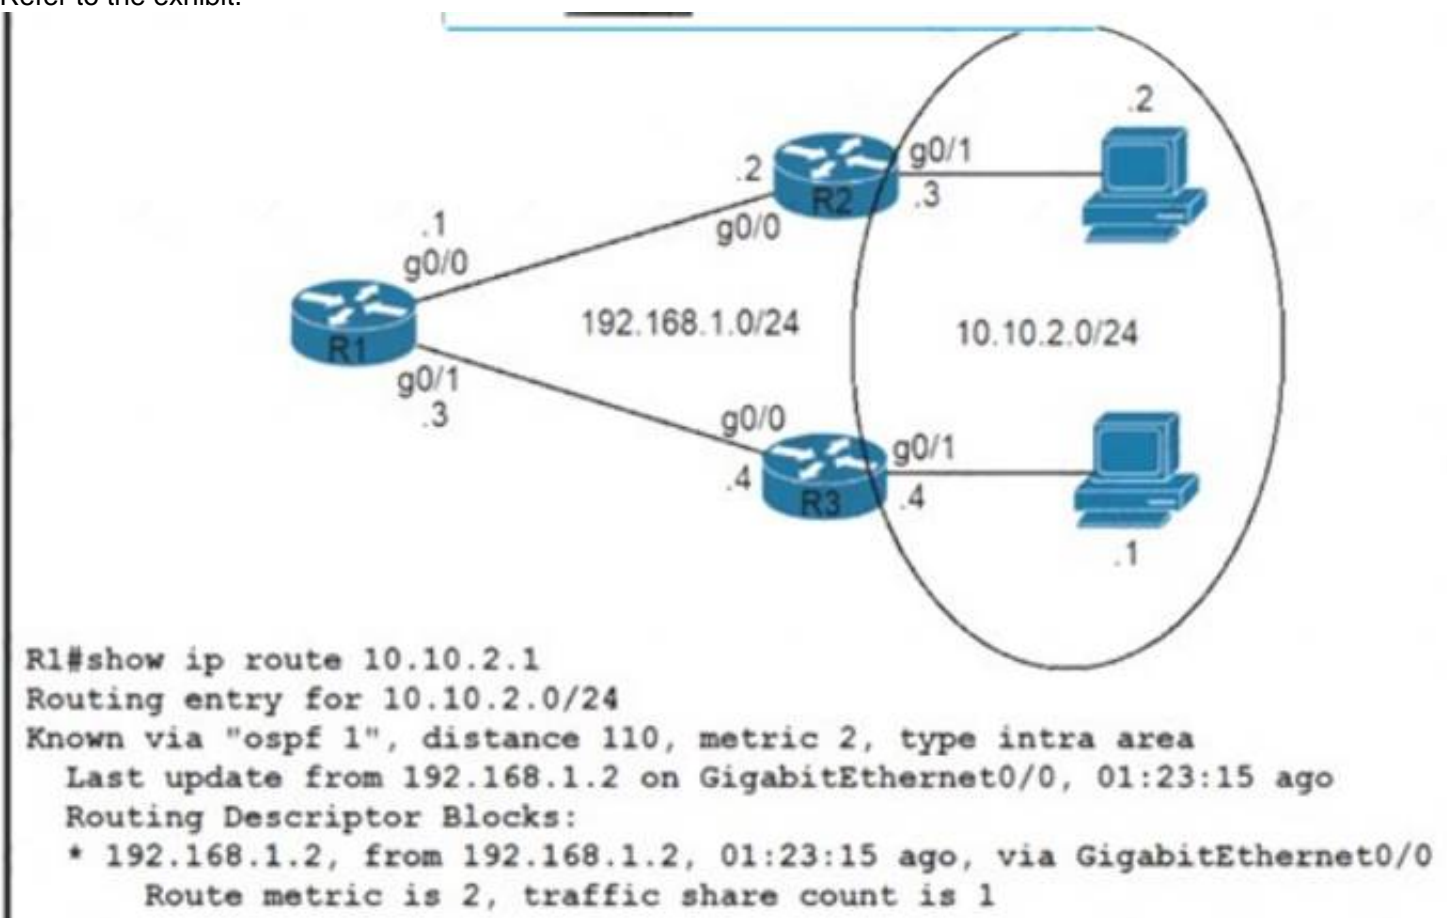 Refer to the exhibit.
.2
g0/1
.2
.3
R2
g0/0
.1
g0/0
192.168.1.0/24
10.10.2.0/24
R1
g0/1
.3
g0/0
g0/1
.4
.4
R3
.1
R1#show ip route 10.10.2.1
Routing entry for 10.10.2.0/24
Known via "ospf 1", distance 110, metric 2, type intra area
Last update from 192.168.1.2 on GigabitEthernet0/0, 01:23:15 ago
Routing Descriptor Blocks:
* 192.168.1.2, from 192.168.1.2, 01:23:15 ago, via GigabitEthernet0/0
Route metric is 2, traffic share count is 1